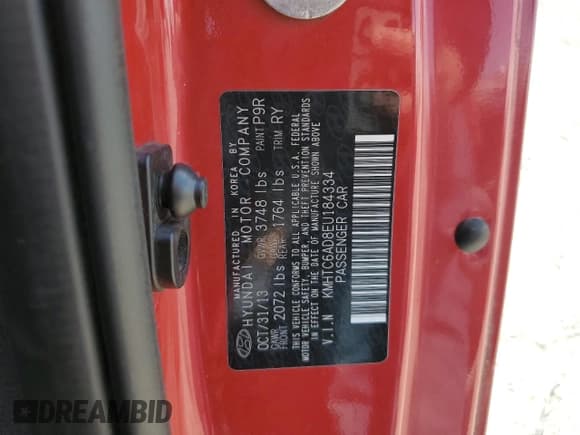 MANUFACTURED IN KOREA BY
HYUNDAI MOTOR COMPANY
OCT/31/13 GVWR 3748 lbs PAINT P9R
GAWR FRONT 2072 lbs GAWR REAR 1764 lbs TRIM RY
THIS VEHICLE CONFORMS TO ALL APPLICABLE U.S.A. FEDERAL
MOTOR VEHICLE SAFETY, BUMPER, AND THEFT PREVENTION STANDARDS
IN EFFECT ON THE DATE OF MANUFACTURE SHOWN ABOVE
V.I.N KMHTC6AD8EU184334
PASSENGER CAR
DREAMBID